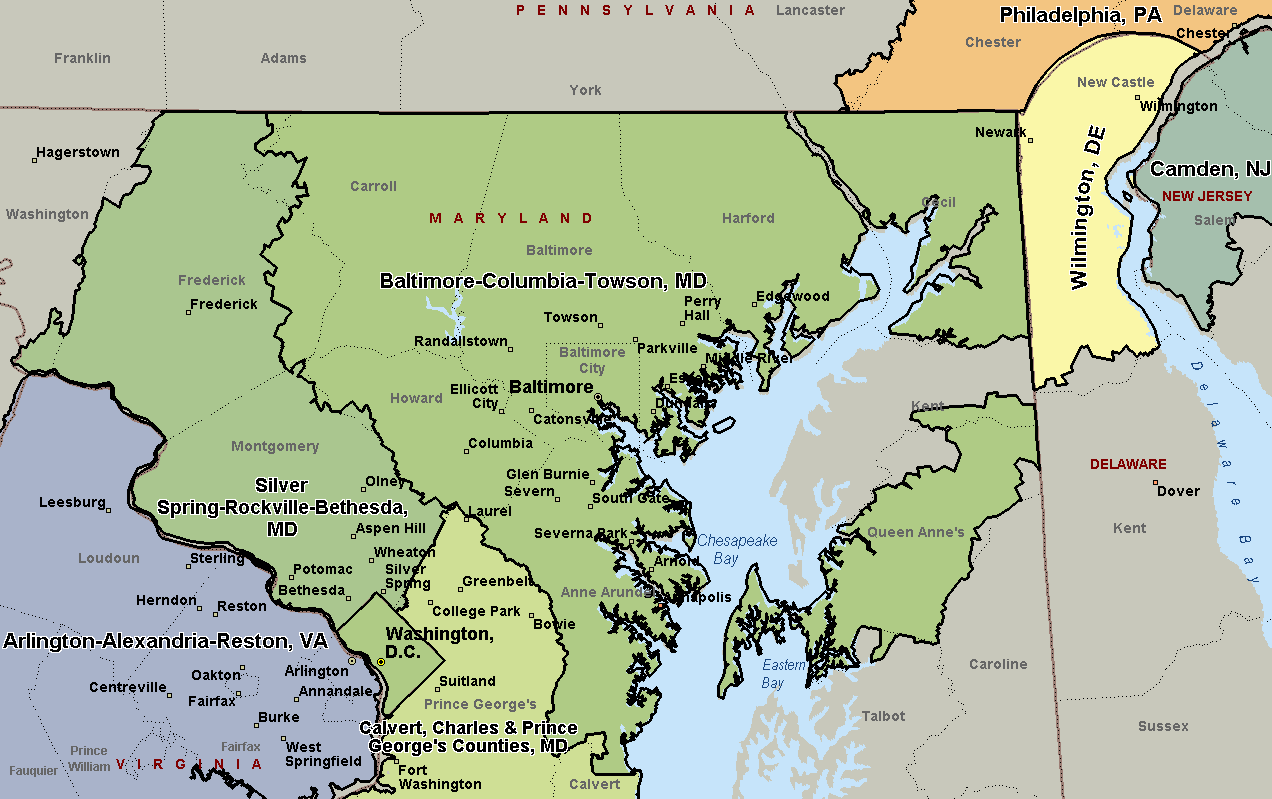 PENNSYLVANIA
Lancaster
Philadelphia, PA
Delaware
Chester
Chester
Franklin
Adams
York
New Castle
Wilmington
Newark
Wilmington, DE
Camden, NJ
NEW JERSEY
Salem
Hagerstown
Washington
Carroll
MARYLAND
Harford
Cecil
Baltimore
Frederick
Frederick
Baltimore-Columbia-Towson, MD
Edgewood
Perry
Hall
Towson
Randallstown
Parkville
Baltimore
City
Middle River
Ellicott
City
Baltimore
Howard
Catonsville
Kent
Columbia
Montgomery
Glen Burnie
Severn
South Gate
Silver
Spring-Rockville-Bethesda,
MD
Olney
Laurel
Leesburg
Aspen Hill
Severna Park
Queen Anne's
DELAWARE
Dover
Kent
Delaware Bay
Chesapeake
Bay
Loudoun
Sterling
Wheaton
Silver
Spring
Potomac
Bethesda
Greenbelt
Arnold
Anne Arundel
Annapolis
Herndon
Reston
College Park
Bowie
Arlington-Alexandria-Reston, VA
Washington,
D.C.
Oakton
Arlington
Centreville
Fairfax
Annandale
Suitland
Prince George's
Eastern
Bay
Caroline
Talbot
Sussex
Burke
Calvert, Charles & Prince
George's Counties, MD
Prince
William
Fairfax
West
Springfield
Fauquier
VIRGINIA
Fort
Washington
Calvert